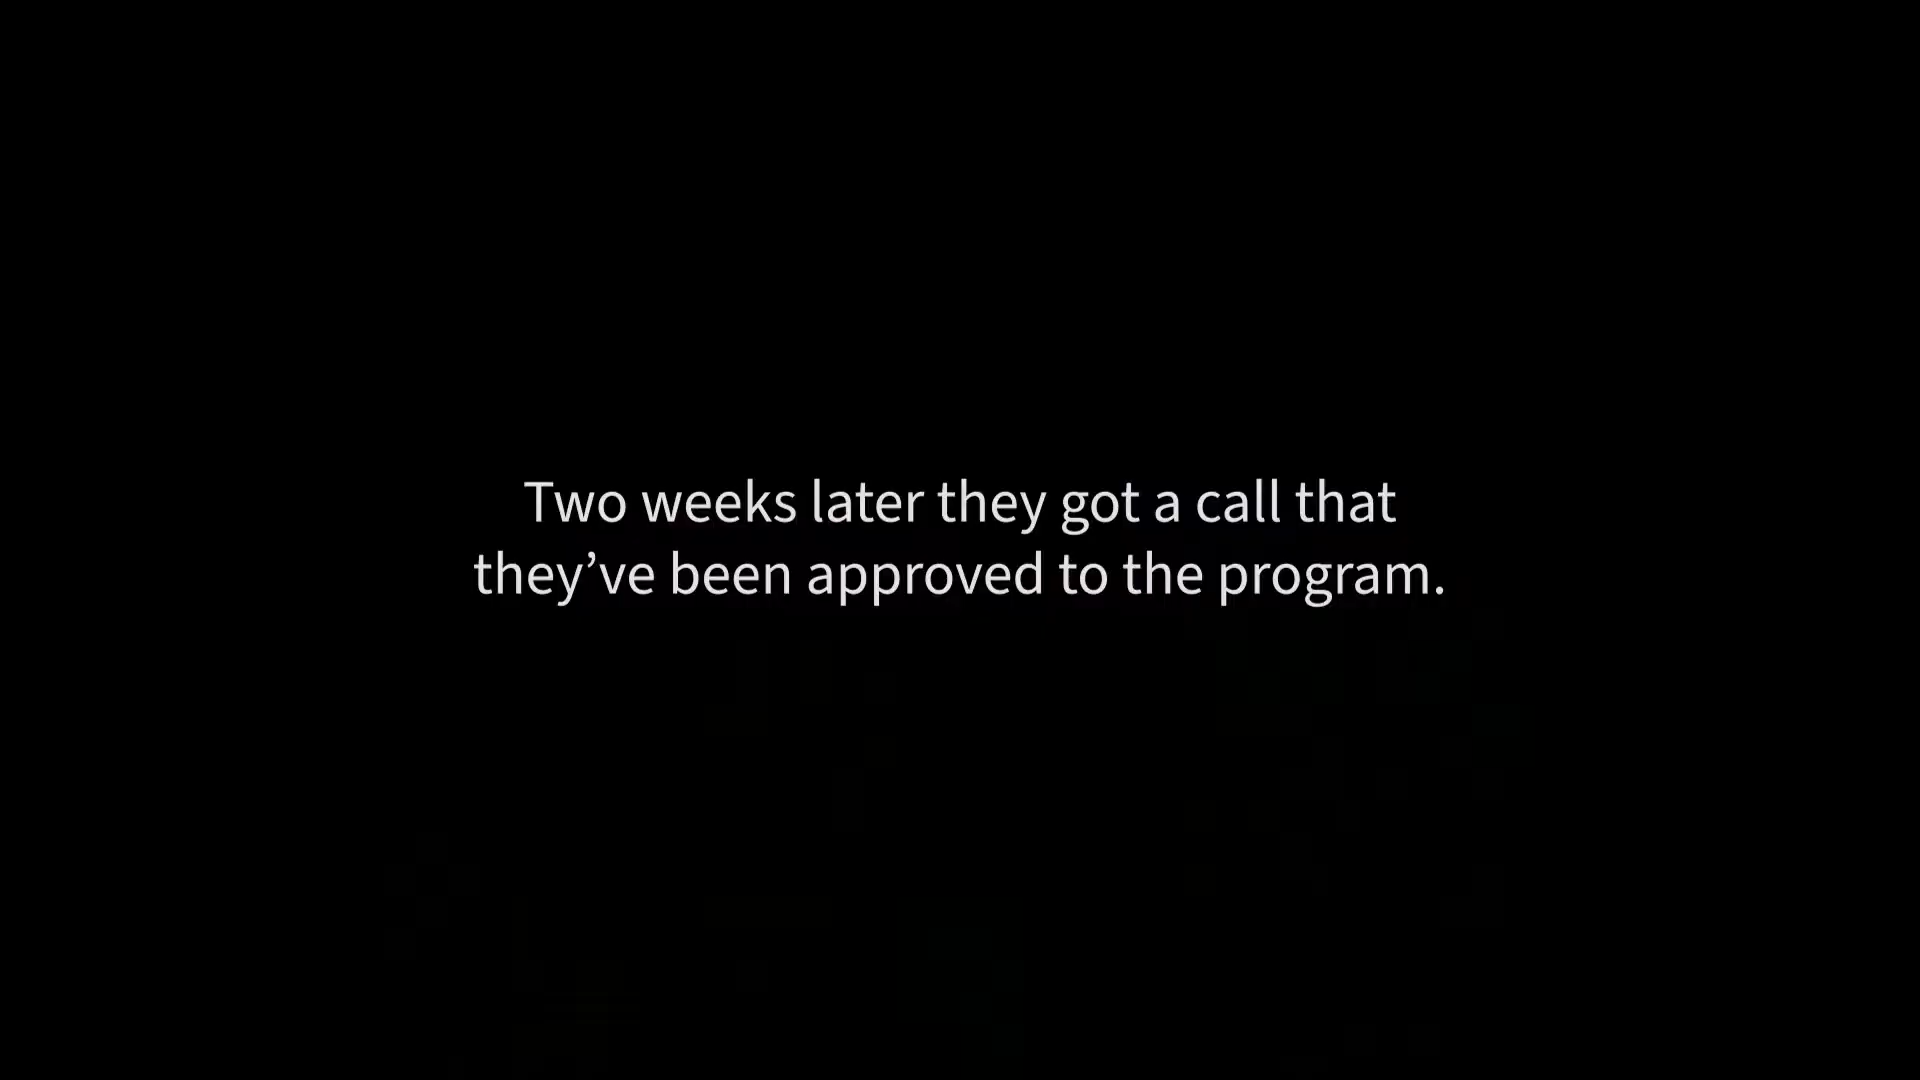 Two weeks later they got a call that
they’ve been approved to the program.